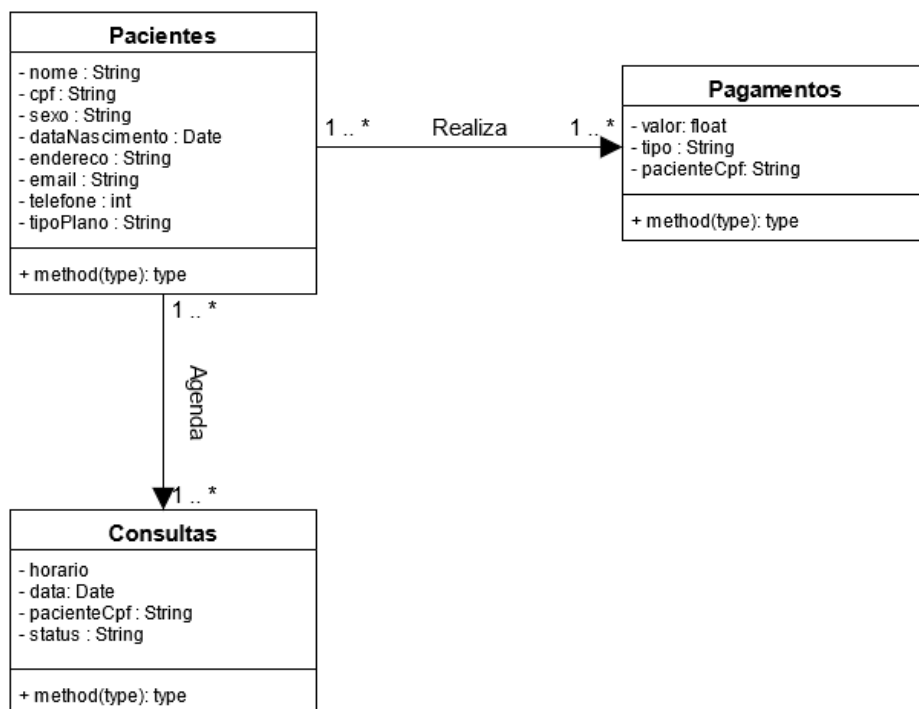 Pacientes
- nome : String
- cpf : String
- sexo : String
- dataNascimento : Date
- endereco : String
- email : String
- telefone : int
- tipoPlano : String
+ method(type): type
1 .. *
Realiza
1 .. *
Pagamentos
- valor: float
- tipo : String
- pacienteCpf: String
+ method(type): type
1 .. *
Agenda
1 .. *
Consultas
- horario
- data: Date
- pacienteCpf : String
- status : String
+ method(type): type